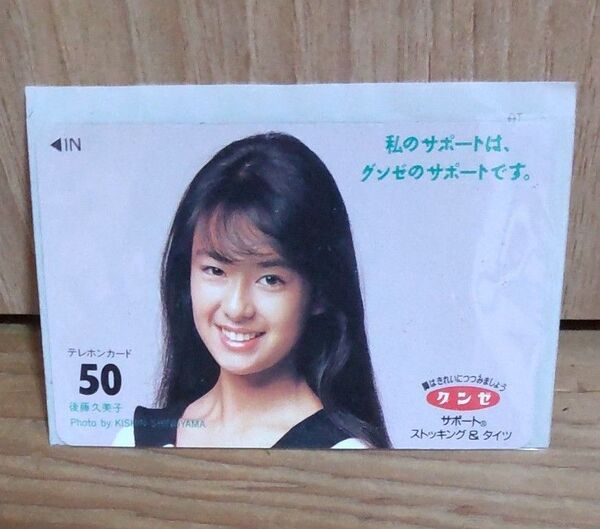 ◀IN
私のサポートは、
グンゼのサポートです。
テレホンカード
50
後藤久美子
Photo by KISHIN SHINOYAMA
脚はきれいにつつみましょう
グンゼ
サポート®
ストッキング&タイツ